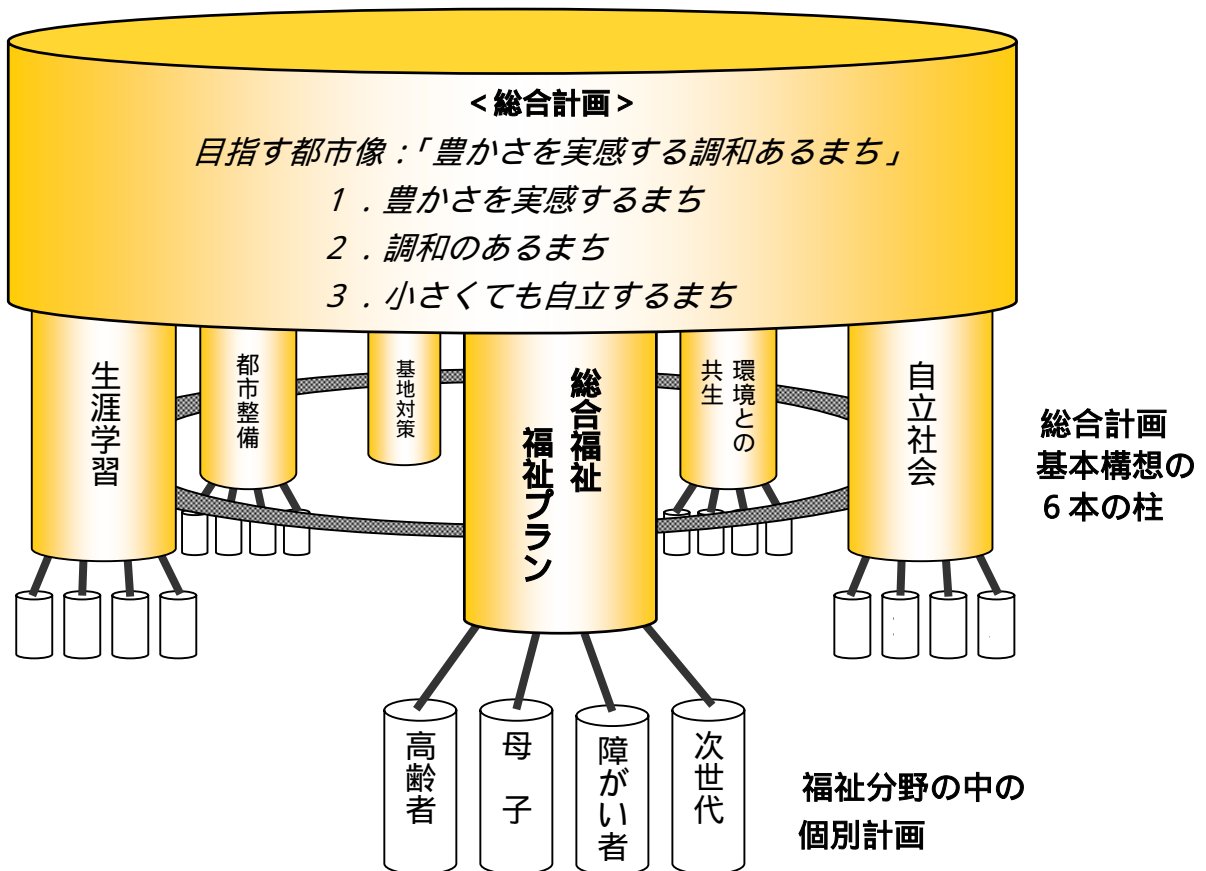 <総合計画>
目指す都市像:「豊かさを実感する調和あるまち」
1.豊かさを実感するまち
2.調和のあるまち
3.小さくても自立するまち
生涯学習
都市整備
基地対策
総合福祉
福祉プラン
環境との
共生
自立社会
総合計画
基本構想の
6本の柱
高齢者
母 子
障がい者
次世代
福祉分野の中の
個別計画